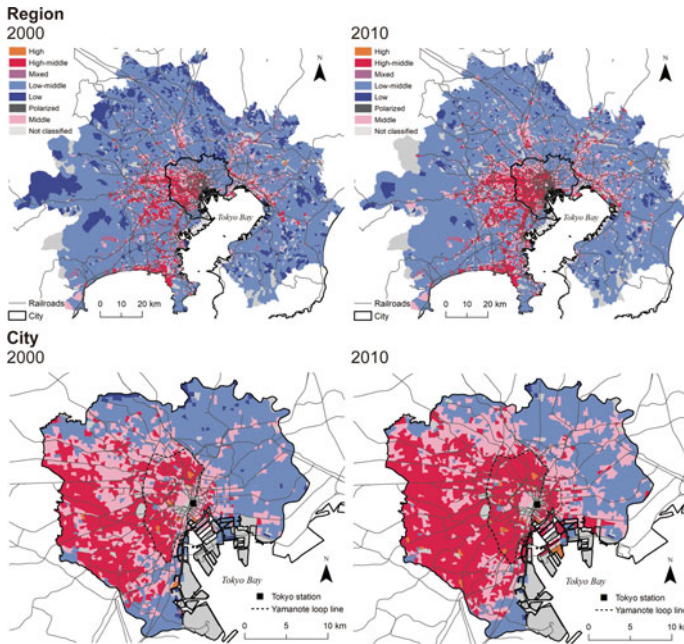 Region
2000
High
High-middle
Mixed
Low-middle
Low
Polarized
Middle
Not classified
N
Tokyo Bay
Railroads
City
0 10 20 km
2010
High
High-middle
Mixed
Low-middle
Low
Polarized
Middle
Not classified
N
Tokyo Bay
Railroads
City
0 10 20 km
City
2000
N
Tokyo Bay
Tokyo station
Yamanote loop line
0 5 10 km
2010
N
Tokyo Bay
Tokyo station
Yamanote loop line
0 5 10 km